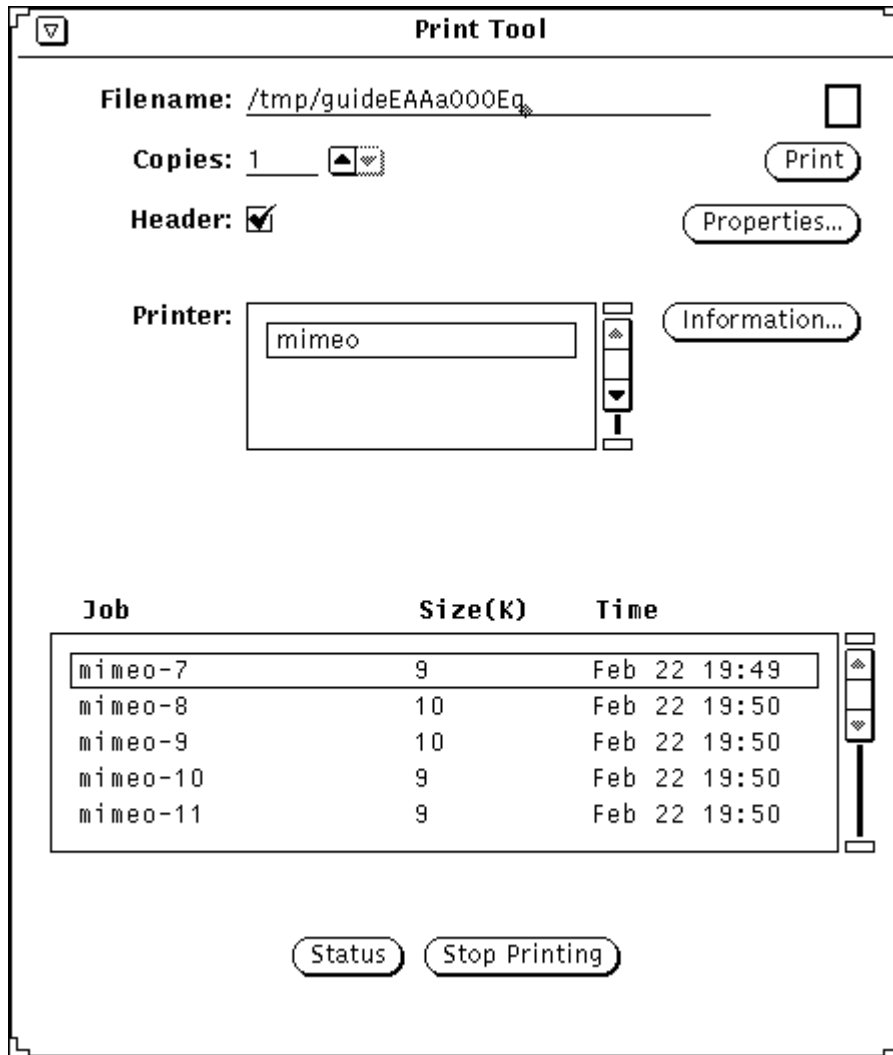 Print Tool
Filename: /tmp/guideEAAa000Eq
Copies: 1 Print
Header: Properties...
Printer: mimeo Information...
Job Size(K) Time
mimeo-7 9 Feb 22 19:49
mimeo-8 10 Feb 22 19:50
mimeo-9 10 Feb 22 19:50
mimeo-10 9 Feb 22 19:50
mimeo-11 9 Feb 22 19:50
Status Stop Printing